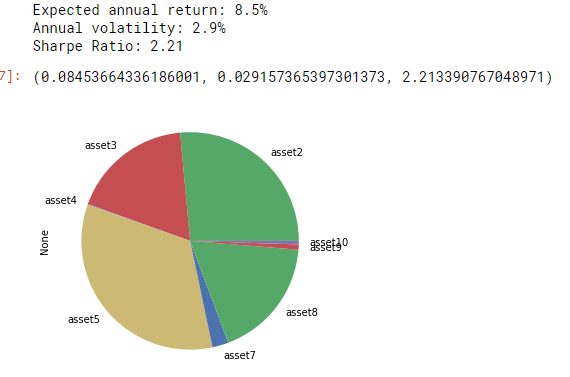 Expected annual return: 8.5%
Annual volatility: 2.9%
Sharpe Ratio: 2.21
7]: (0.08453664336186001, 0.029157365397301373, 2.213390767048971)
asset3
asset2
asset4
None
asset10
asset9
asset5
asset8
asset7